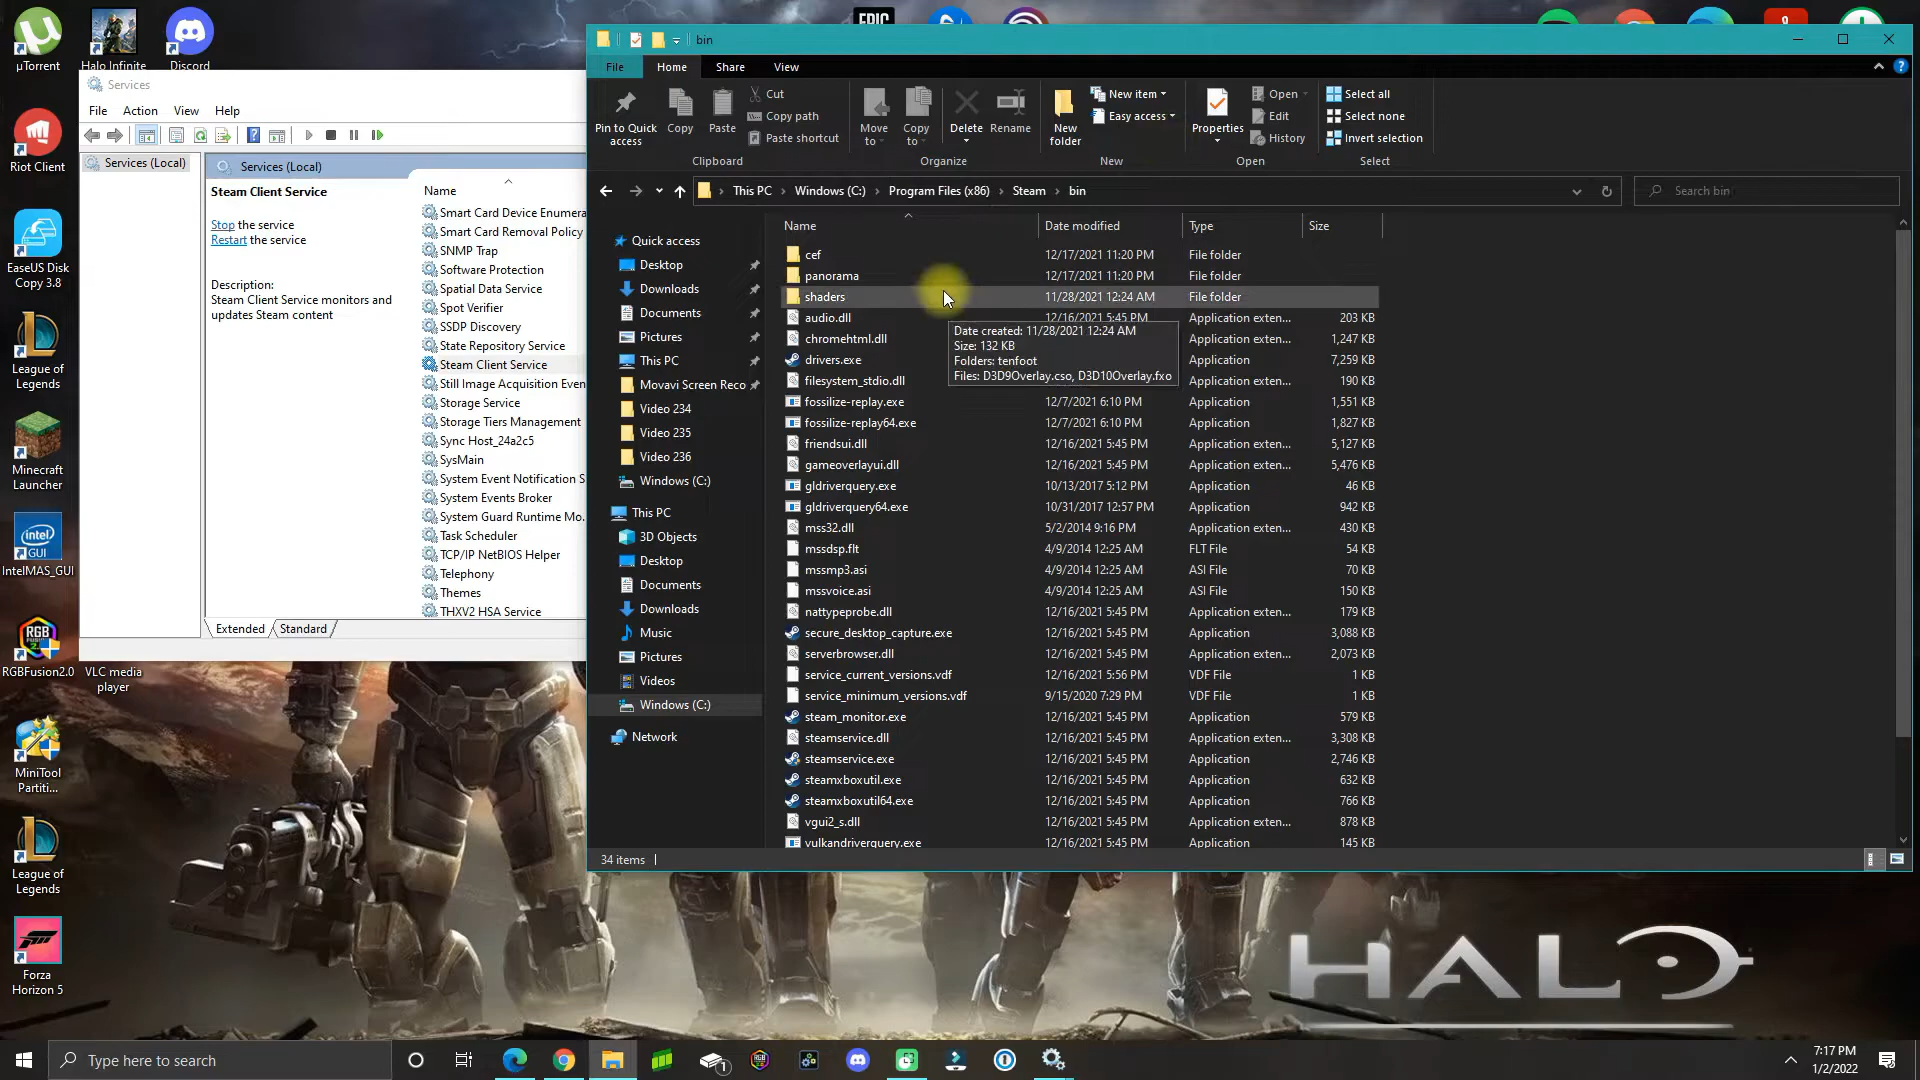 µTorrent
Halo Infinite
Discord
EPIC
Riot Client
EaseUS Disk
Copy 3.8
League of
Legends
Minecraft
Launcher
intel
GUI
IntelMAS_GUI
RGB
RGBFusion2.0
VLC media
player
MiniTool
Partiti...
League of
Legends
Forza
Horizon 5
Services
File
Action
View
Help
Services (Local)
Services (Local)
Steam Client Service
Stop the service
Restart the service
Description:
Steam Client Service monitors and
updates Steam content
Name
Smart Card Device Enumera
Smart Card Removal Policy
SNMP Trap
Software Protection
Spatial Data Service
Spot Verifier
SSDP Discovery
State Repository Service
Steam Client Service
Still Image Acquisition Even
Storage Service
Storage Tiers Management
Sync Host_24a2c5
SysMain
System Event Notification S
System Events Broker
System Guard Runtime Mo.
Task Scheduler
TCP/IP NetBIOS Helper
Telephony
Themes
THXV2 HSA Service
Extended
Standard
bin
File
Home
Share
View
Pin to Quick
access
Copy
Paste
Cut
Copy path
Paste shortcut
Clipboard
Move
to
Copy
to
Delete
Rename
Organize
New
folder
New item
Easy access
New
Properties
Open
Edit
History
Open
Select all
Select none
Invert selection
Select
This PC
Windows (C:)
Program Files (x86)
Steam
bin
Search bin
Quick access
Desktop
Downloads
Documents
Pictures
This PC
Movavi Screen Reco
Video 234
Video 235
Video 236
Windows (C:)
This PC
3D Objects
Desktop
Documents
Downloads
Music
Pictures
Videos
Windows (C:)
Network
Name Date modified Type Size
cef 12/17/2021 11:20 PM File folder
panorama 12/17/2021 11:20 PM File folder
shaders 11/28/2021 12:24 AM File folder
audio.dll 12/16/2021 5:45 PM Application exten... 203 KB
chromehtml.dll Application exten... 1,247 KB
drivers.exe Application 7,259 KB
filesystem_stdio.dll Application exten... 190 KB
Date created: 11/28/2021 12:24 AM
Size: 132 KB
Folders: tenfoot
Files: D3D9Overlay.cso, D3D10Overlay.fxo
fossilize-replay.exe 12/7/2021 6:10 PM Application 1,551 KB
fossilize-replay64.exe 12/7/2021 6:10 PM Application 1,827 KB
friendsui.dll 12/16/2021 5:45 PM Application exten... 5,127 KB
gameoverlayui.dll 12/16/2021 5:45 PM Application exten... 5,476 KB
gldriverquery.exe 10/13/2017 5:12 PM Application 46 KB
gldriverquery64.exe 10/31/2017 12:57 PM Application 942 KB
mss32.dll 5/2/2014 9:16 PM Application exten... 430 KB
mssdsp.flt 4/9/2014 12:25 AM FLT File 54 KB
mssmp3.asi 4/9/2014 12:25 AM ASI File 70 KB
mssvoice.asi 4/9/2014 12:25 AM ASI File 150 KB
nattypeprobe.dll 12/16/2021 5:45 PM Application exten... 179 KB
secure_desktop_capture.exe 12/16/2021 5:45 PM Application 3,088 KB
serverbrowser.dll 12/16/2021 5:45 PM Application exten... 2,073 KB
service_current_versions.vdf 12/16/2021 5:56 PM VDF File 1 KB
service_minimum_versions.vdf 9/15/2020 7:29 PM VDF File 1 KB
steam_monitor.exe 12/16/2021 5:45 PM Application 579 KB
steamservice.dll 12/16/2021 5:45 PM Application exten... 3,308 KB
steamservice.exe 12/16/2021 5:45 PM Application 2,746 KB
steamxboxutil.exe 12/16/2021 5:45 PM Application 632 KB
steamxboxutil64.exe 12/16/2021 5:45 PM Application 766 KB
vgui2_s.dll 12/16/2021 5:45 PM Application exten... 878 KB
vulkandriverquery.exe 12/16/2021 5:45 PM Application 145 KB
34 items
HALO
Type here to search
1
RGB
7:17 PM
1/2/2022